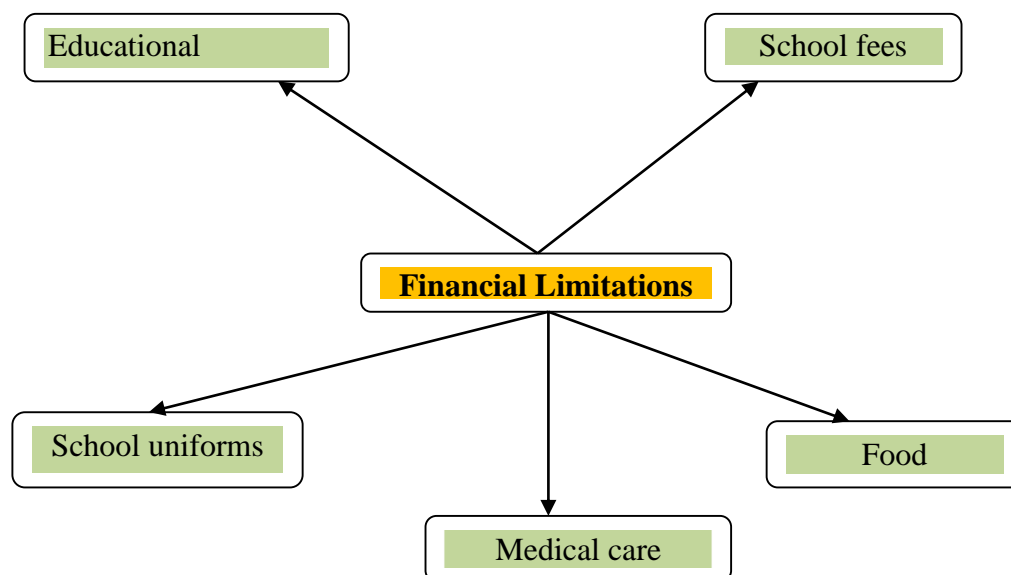 Educational
School fees
Financial Limitations
School uniforms
Food
Medical care